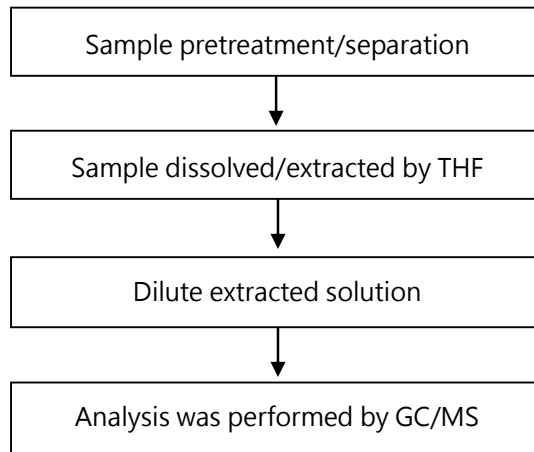 Sample pretreatment/separation
Sample dissolved/extracted by THF
Dilute extracted solution
Analysis was performed by GC/MS